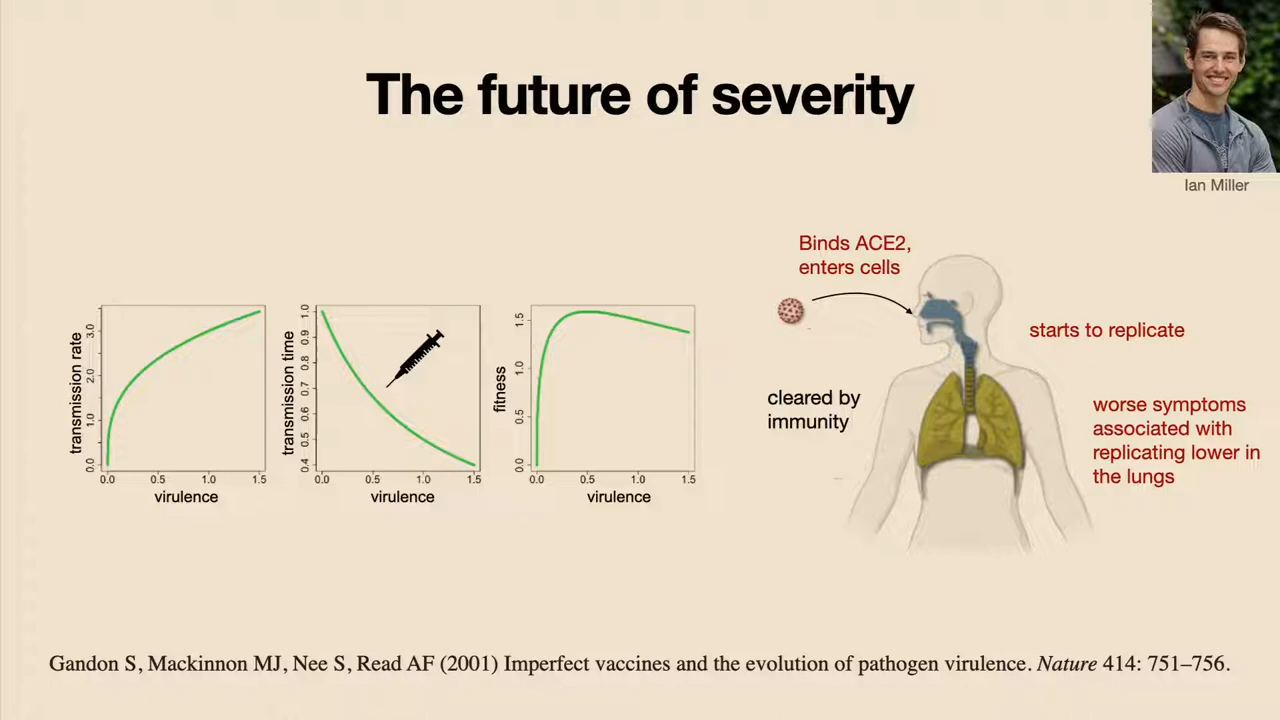 The future of severity
Ian Miller
transmission rate
0.0
1.0
2.0
3.0
0.0 0.5 1.0 1.5
virulence
transmission time
0.4 0.5 0.6 0.7 0.8 0.9 1.0
0.0 0.5 1.0 1.5
virulence
fitness
0.0 0.5 1.0 1.5
0.0 0.5 1.0 1.5
virulence
Binds ACE2,
enters cells
starts to replicate
cleared by
immunity
worse symptoms
associated with
replicating lower in
the lungs
Gandon S, Mackinnon MJ, Nee S, Read AF (2001) Imperfect vaccines and the evolution of pathogen virulence. Nature 414: 751–756.